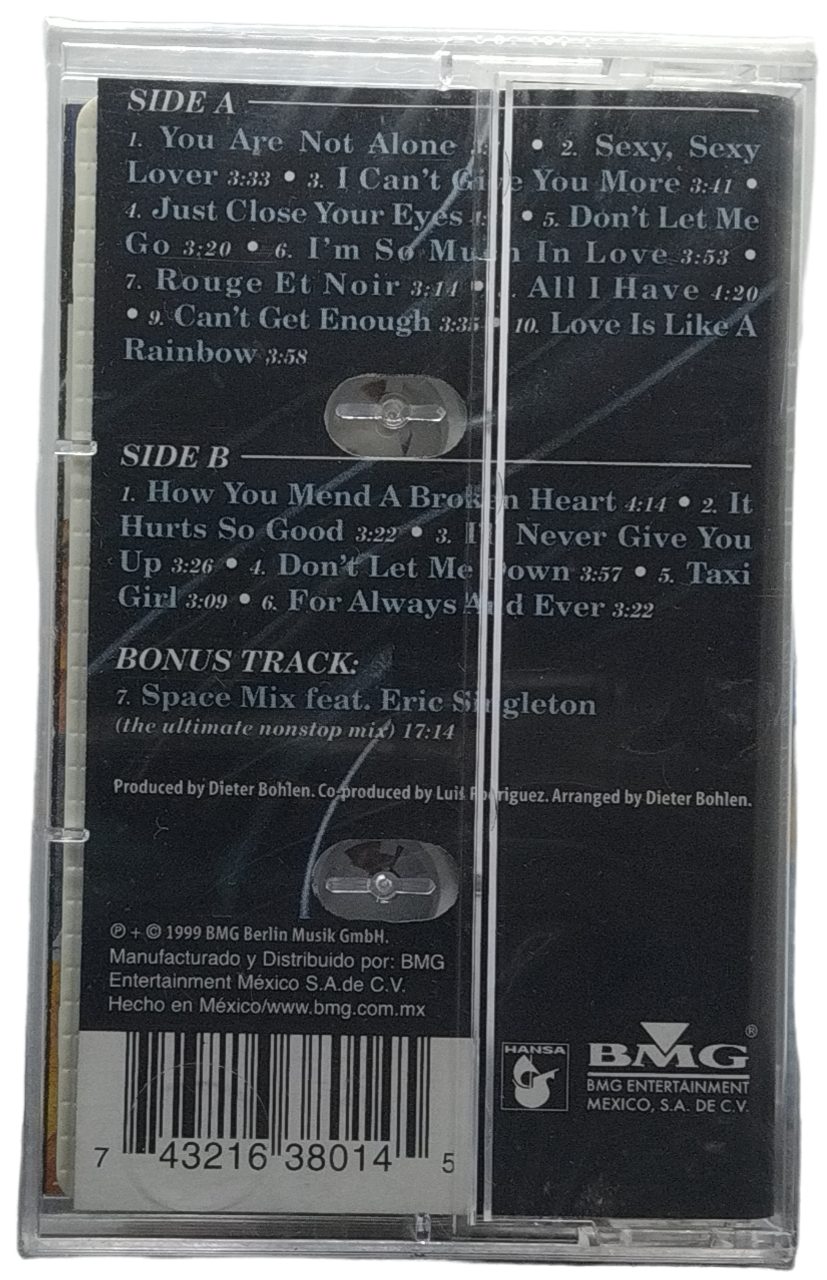 SIDE A
1. You Are Not Alone • 2. Sexy, Sexy
Lover 3:33 • 3. I Can't Give You More 3:41 •
4. Just Close Your Eyes • 5. Don't Let Me
Go 3:20 • 6. I'm So Much In Love 3:53 •
7. Rouge Et Noir 3:14 • All I Have 4:20
• 9. Can't Get Enough 3:35 • 10. Love Is Like A
Rainbow 3:58
SIDE B
1. How You Mend A Broken Heart 4:14 • 2. It
Hurts So Good 3:22 • 3. I'll Never Give You
Up 3:26 • 4. Don't Let Me Down 3:57 • 5. Taxi
Girl 3:09 • 6. For Always And Ever 3:22
BONUS TRACK:
7. Space Mix feat. Eric Singleton
(the ultimate nonstop mix) 17:14
Produced by Dieter Bohlen. Co-produced by Luis Rodriguez. Arranged by Dieter Bohlen.
℗ + © 1999 BMG Berlin Musik GmbH.
Manufacturado y Distribuido por: BMG
Entertainment México S.A.de C.V.
Hecho en México/www.bmg.com.mx
HANSA
BMG®
BMG ENTERTAINMENT
MEXICO, S.A. DE C.V.
7 43216 38014 5